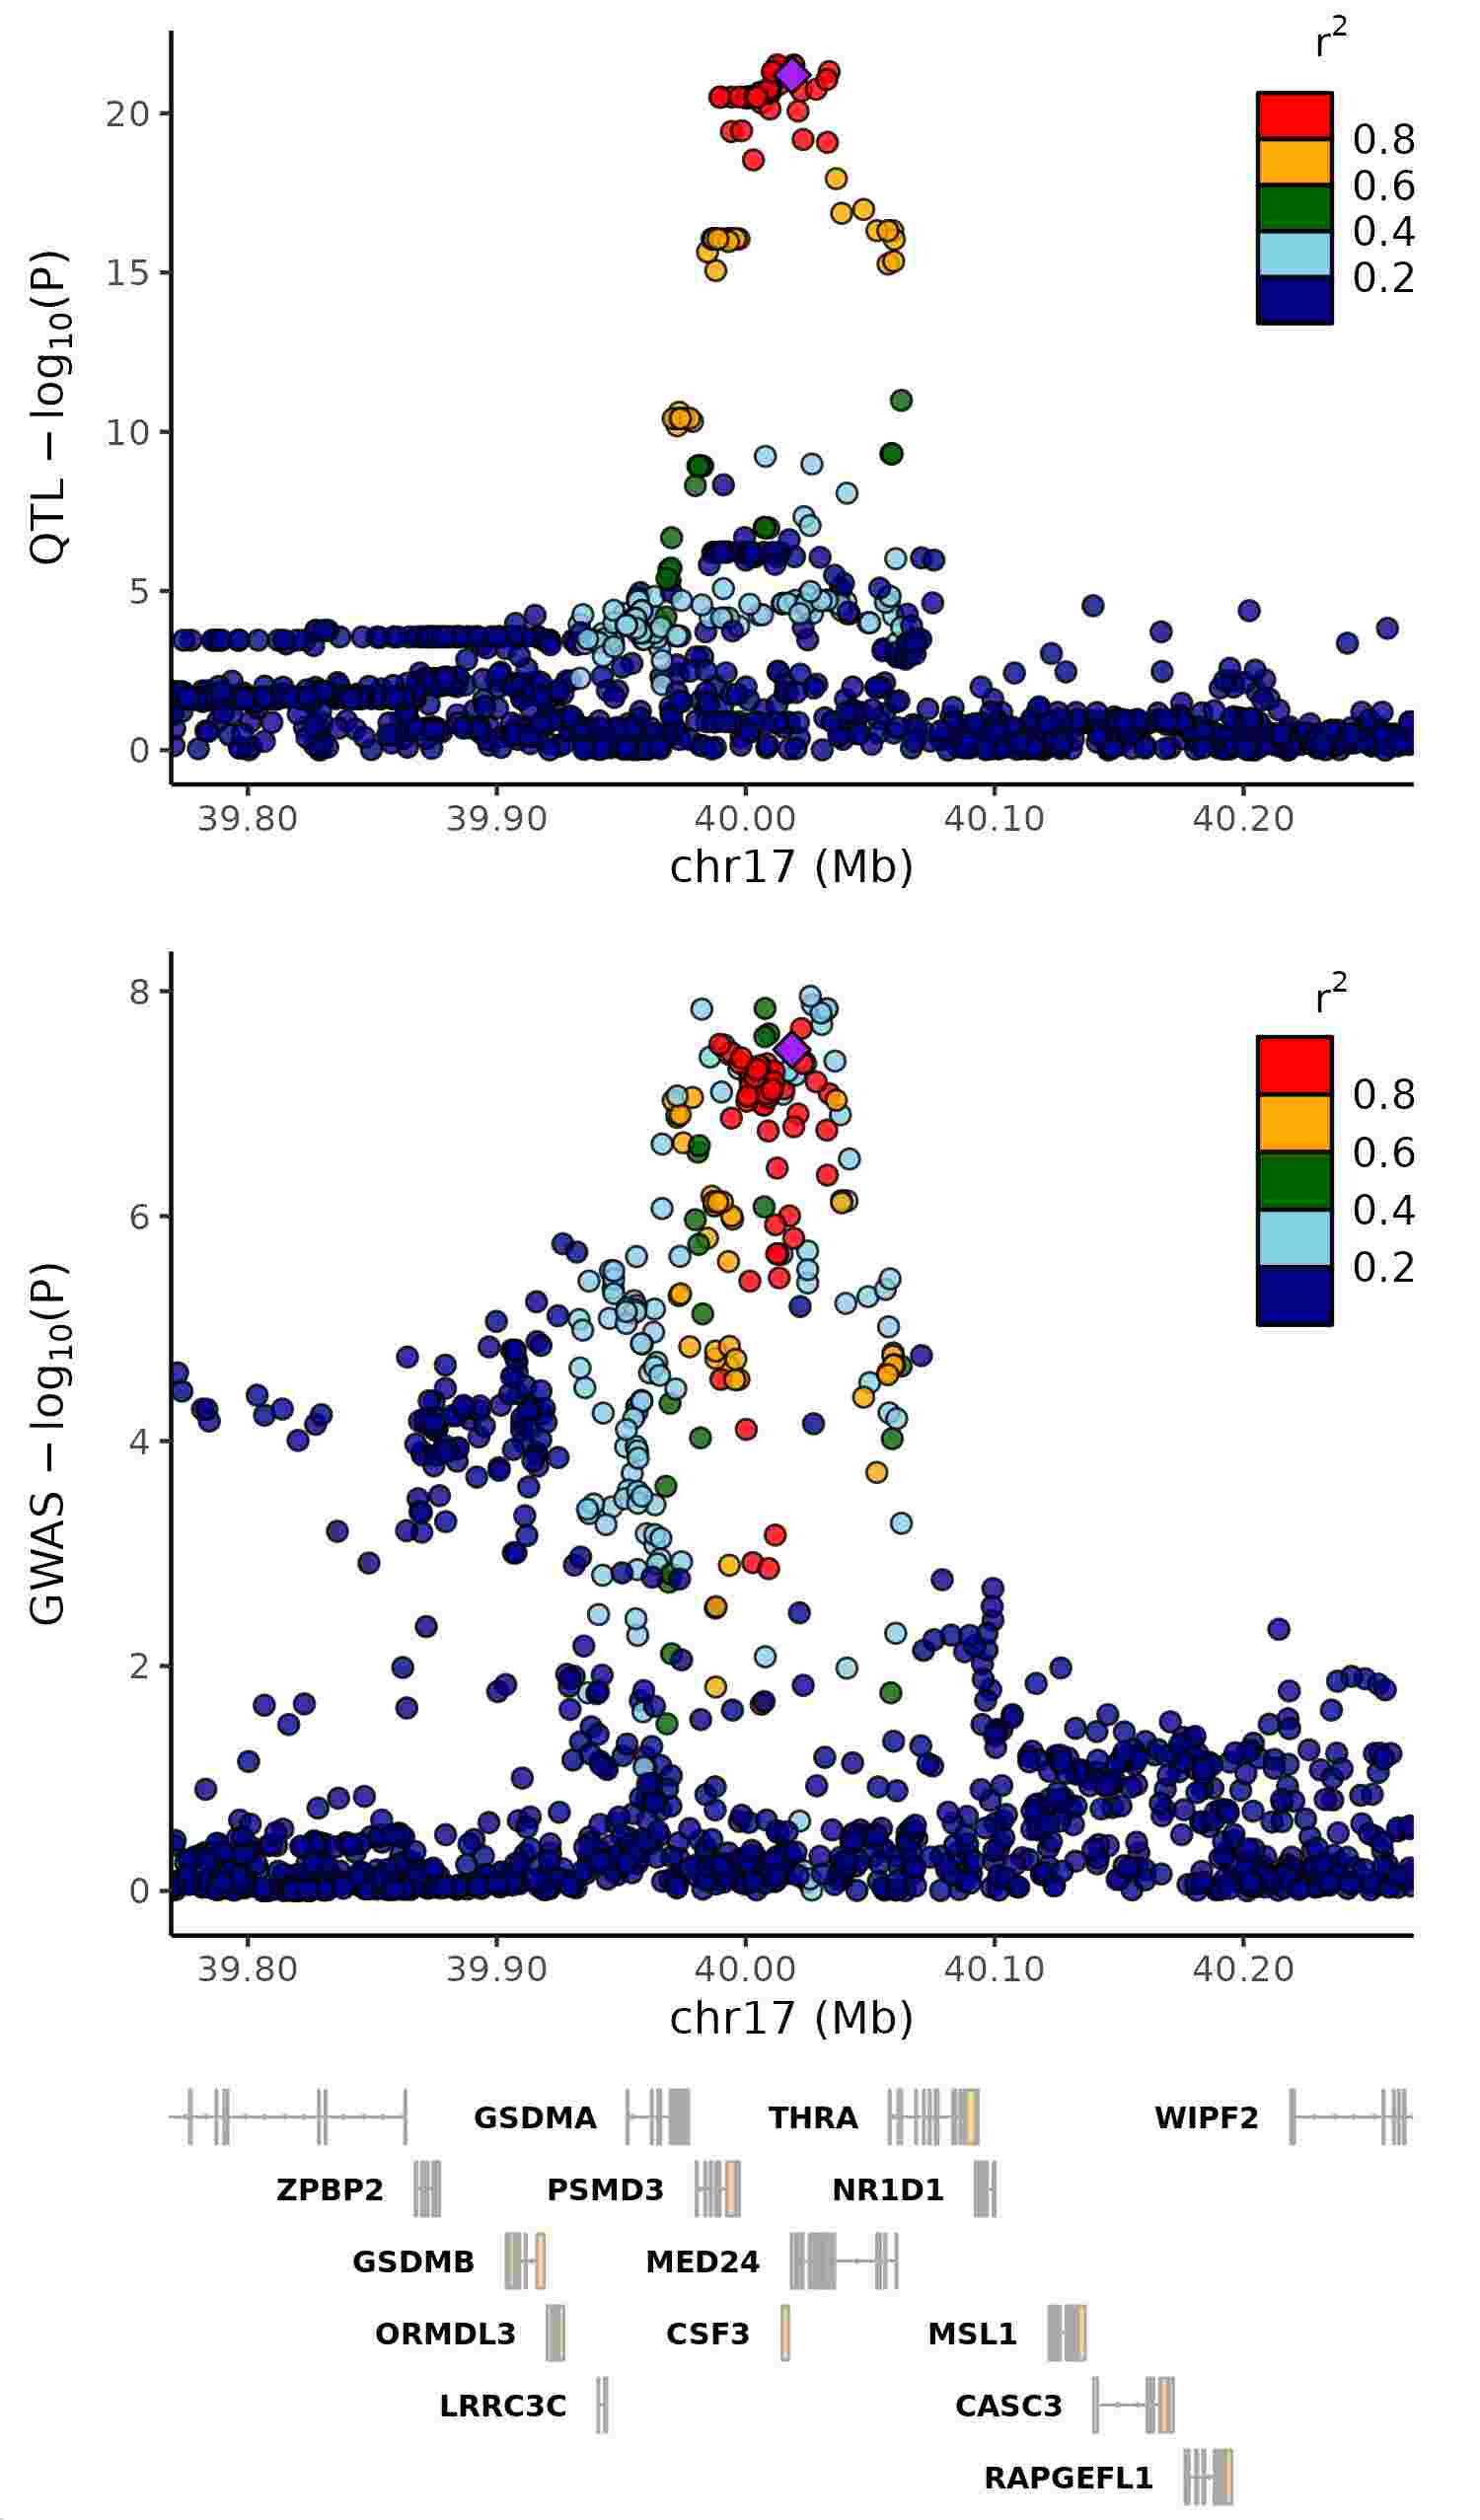 r²
QTL −log₁₀(P)
20
15
10
5
0
0.8
0.6
0.4
0.2
39.80 39.90 40.00 40.10 40.20
chr17 (Mb)
r²
GWAS −log₁₀(P)
8
6
4
2
0
0.8
0.6
0.4
0.2
39.80 39.90 40.00 40.10 40.20
chr17 (Mb)
GSDMA THRA WIPF2
ZPBP2 PSMD3 NR1D1
GSDMB MED24
ORMDL3 CSF3 MSL1
LRRC3C CASC3
RAPGEFL1